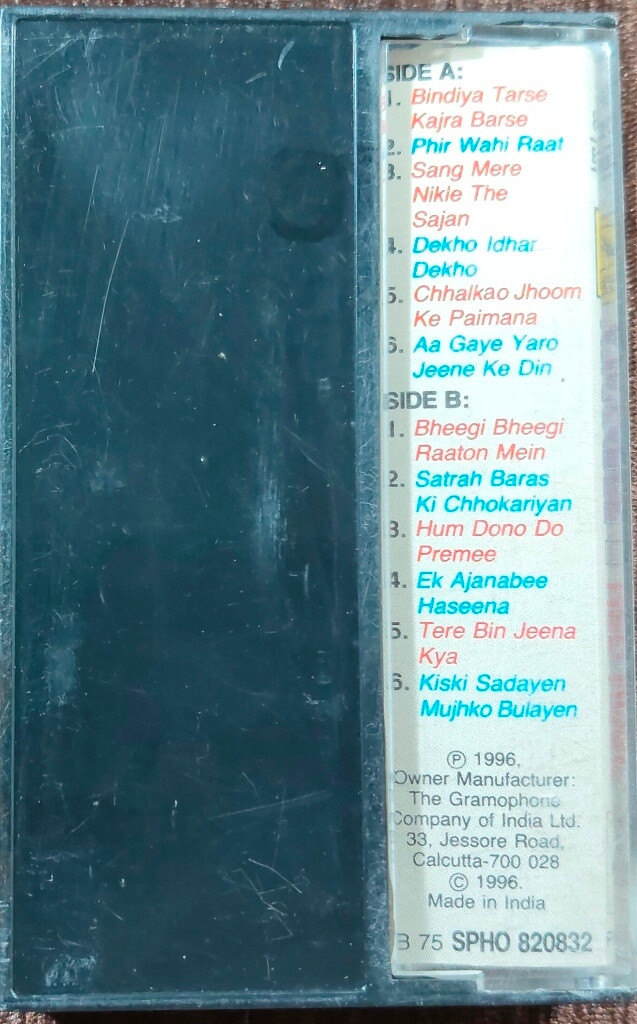 SIDE A:
1. Bindiya Tarse
Kajra Barse
2. Phir Wahi Raat
3. Sang Mere
Nikle The
Sajan
4. Dekho Idhar
Dekho
5. Chhalkao Jhoom
Ke Paimana
6. Aa Gaye Yaro
Jeene Ke Din
SIDE B:
1. Bheegi Bheegi
Raaton Mein
2. Satrah Baras
Ki Chhokariyan
3. Hum Dono Do
Premee
4. Ek Ajanabee
Haseena
5. Tere Bin Jeena
Kya
6. Kiski Sadayen
Mujhko Bulayen
℗ 1996,
Owner Manufacturer:
The Gramophone
Company of India Ltd.
33, Jessore Road,
Calcutta-700 028
© 1996.
Made in India
B 75 SPHO 820832